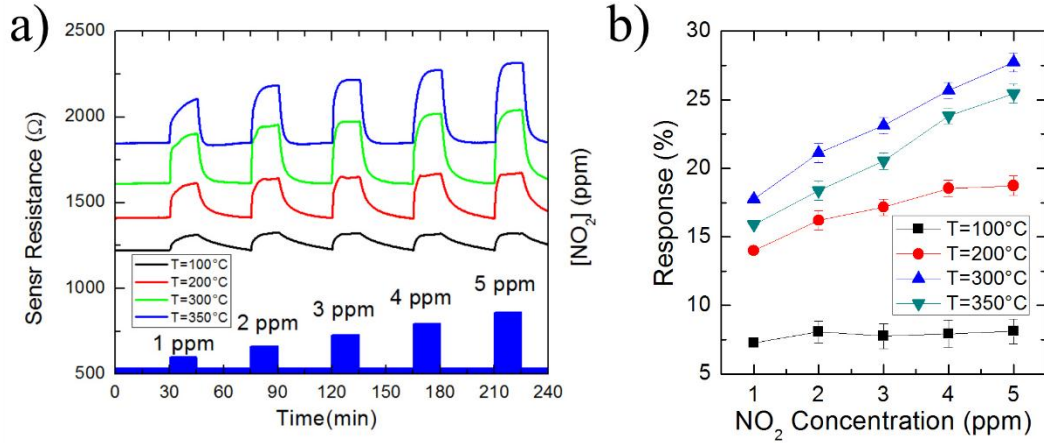 a)
2500
2000
1500
1000
500
Sensr Resistance (Ω)
T=100°C
T=200°C
T=300°C
T=350°C
1 ppm
2 ppm
3 ppm
4 ppm
5 ppm
0 30 60 90 120 150 180 210 240
Time(min)
[NO₂] (ppm)
b)
30
25
20
15
10
5
Response (%)
T=100°C
T=200°C
T=300°C
T=350°C
1 2 3 4 5
NO₂ Concentration (ppm)